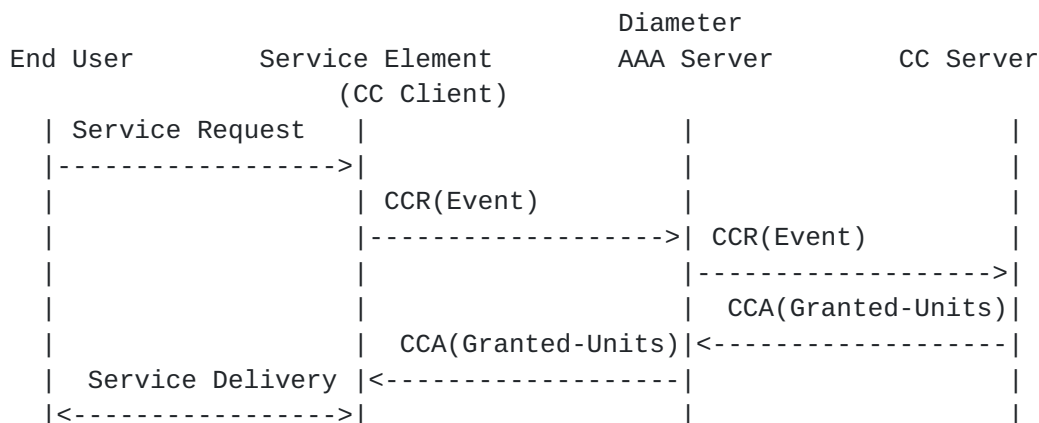 Diameter
End User Service Element AAA Server CC Server
(CC Client)
| Service Request | | |
|------------------>| | |
| | CCR(Event) | |
| |------------------->| CCR(Event) |
| | |------------------->|
| | | CCA(Granted-Units)|
| | CCA(Granted-Units)|<-------------------|
| Service Delivery |<-------------------| |
|<----------------->| | |